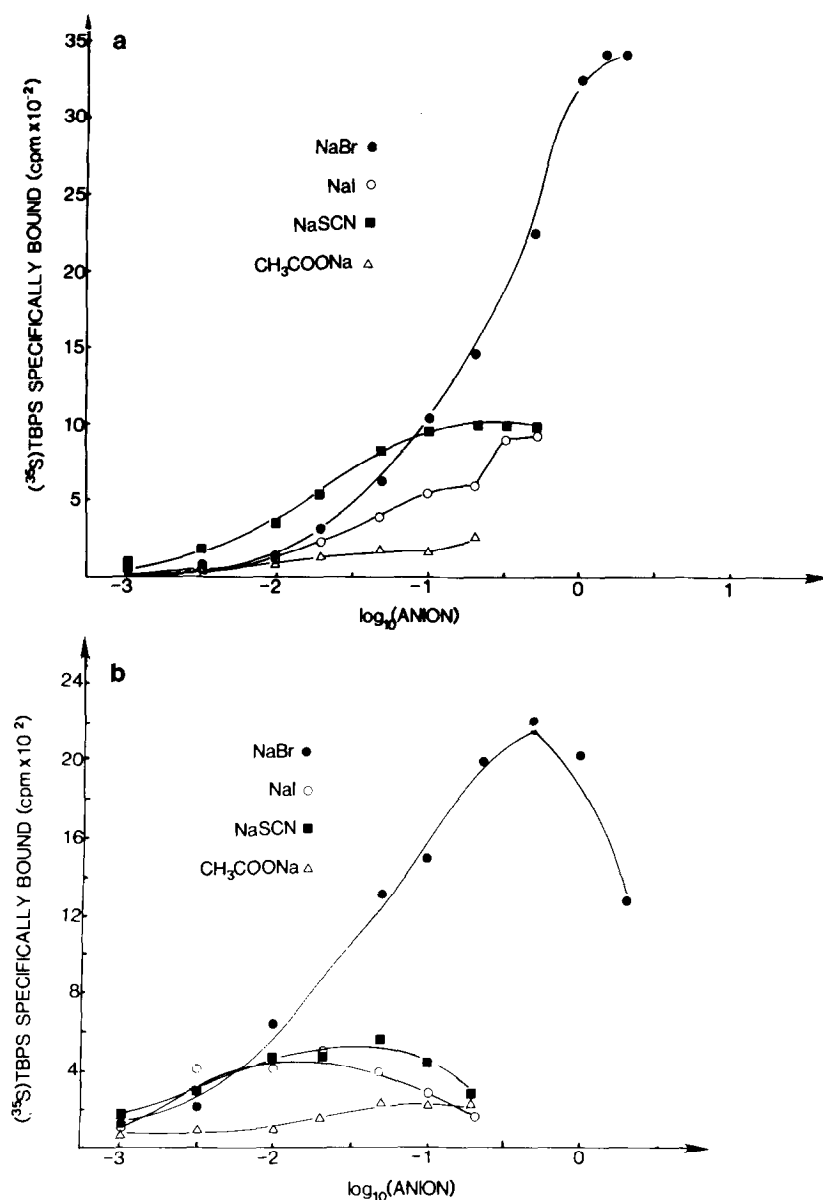 a
35
30
25
20
15
10
5
(³⁵S)TBPS SPECIFICALLY BOUND (cpm x10⁻²)
NaBr ●
NaI ○
NaSCN ■
CH₃COONa △
-3 -2 -1 0 1
log₁₀(ANION)
b
24
20
16
12
8
4
(³⁵S)TBPS SPECIFICALLY BOUND (cpm x10⁻²)
NaBr ●
NaI ○
NaSCN ■
CH₃COONa △
-3 -2 -1 0
log₁₀(ANION)